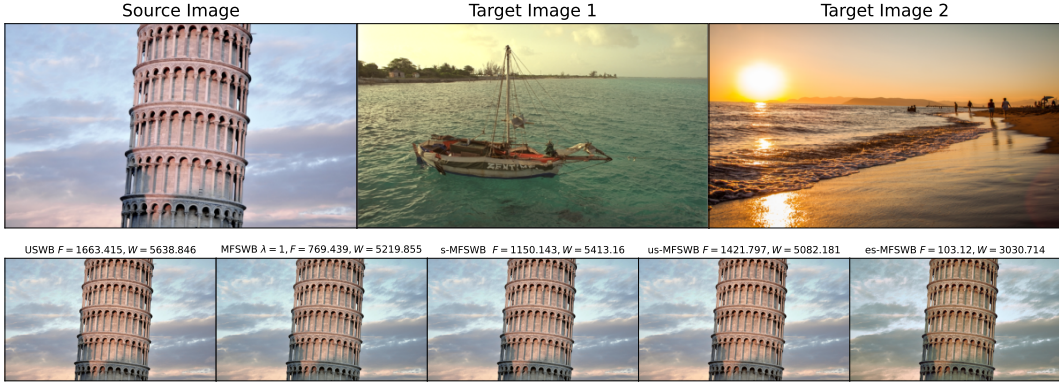 Source Image
Target Image 1
Target Image 2
USWB F = 1663.415, W = 5638.846
MFSWB λ = 1, F = 769.439, W = 5219.855
s-MFSWB F = 1150.143, W = 5413.16
us-MFSWB F = 1421.797, W = 5082.181
es-MFSWB F = 103.12, W = 3030.714